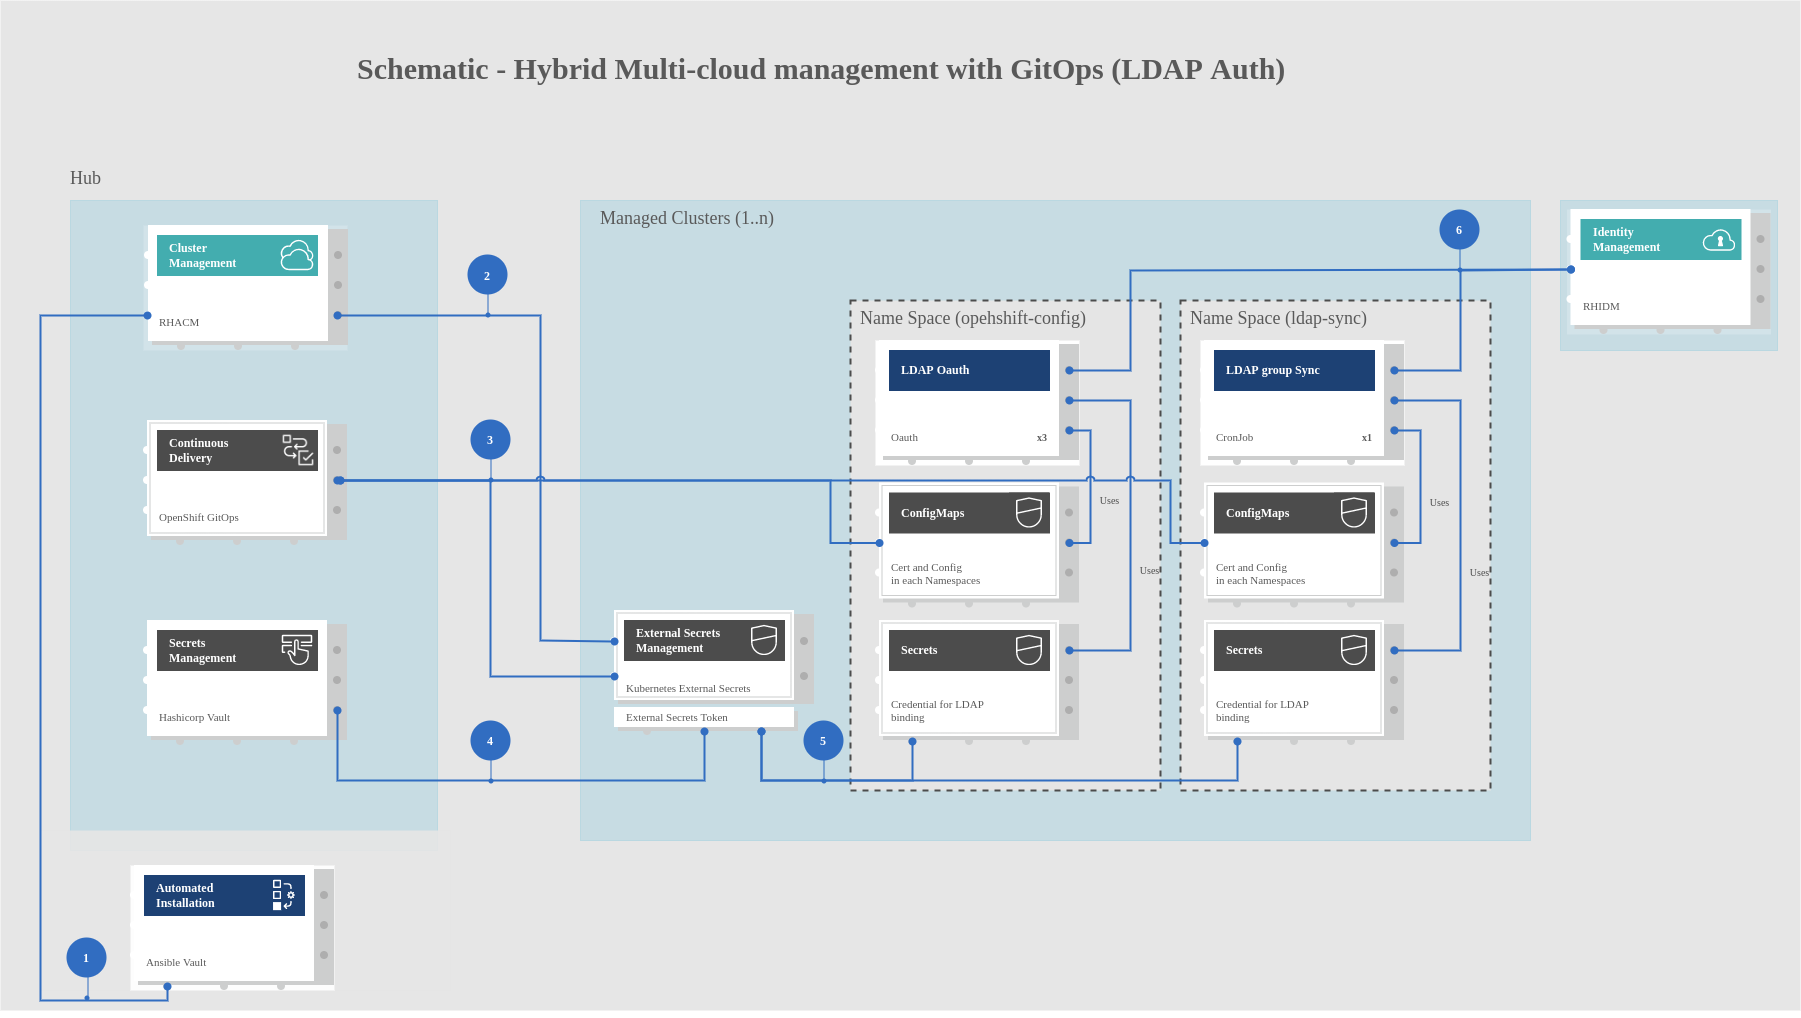 Schematic - Hybrid Multi-cloud management with GitOps (LDAP Auth)
Hub
Cluster
Management
RHACM
Continuous
Delivery
OpenShift GitOps
Secrets
Management
Hashicorp Vault
Automated
Installation
Ansible Vault
1
2
3
4
Managed Clusters (1..n)
External Secrets
Management
Kubernetes External Secrets
External Secrets Token
5
Name Space (opehshift-config)
LDAP Oauth
Oauth
x3
ConfigMaps
Cert and Config
in each Namespaces
Secrets
Credential for LDAP
binding
Uses
Uses
Name Space (ldap-sync)
LDAP group Sync
CronJob
x1
ConfigMaps
Cert and Config
in each Namespaces
Secrets
Credential for LDAP
binding
Uses
Uses
6
Identity
Management
RHIDM